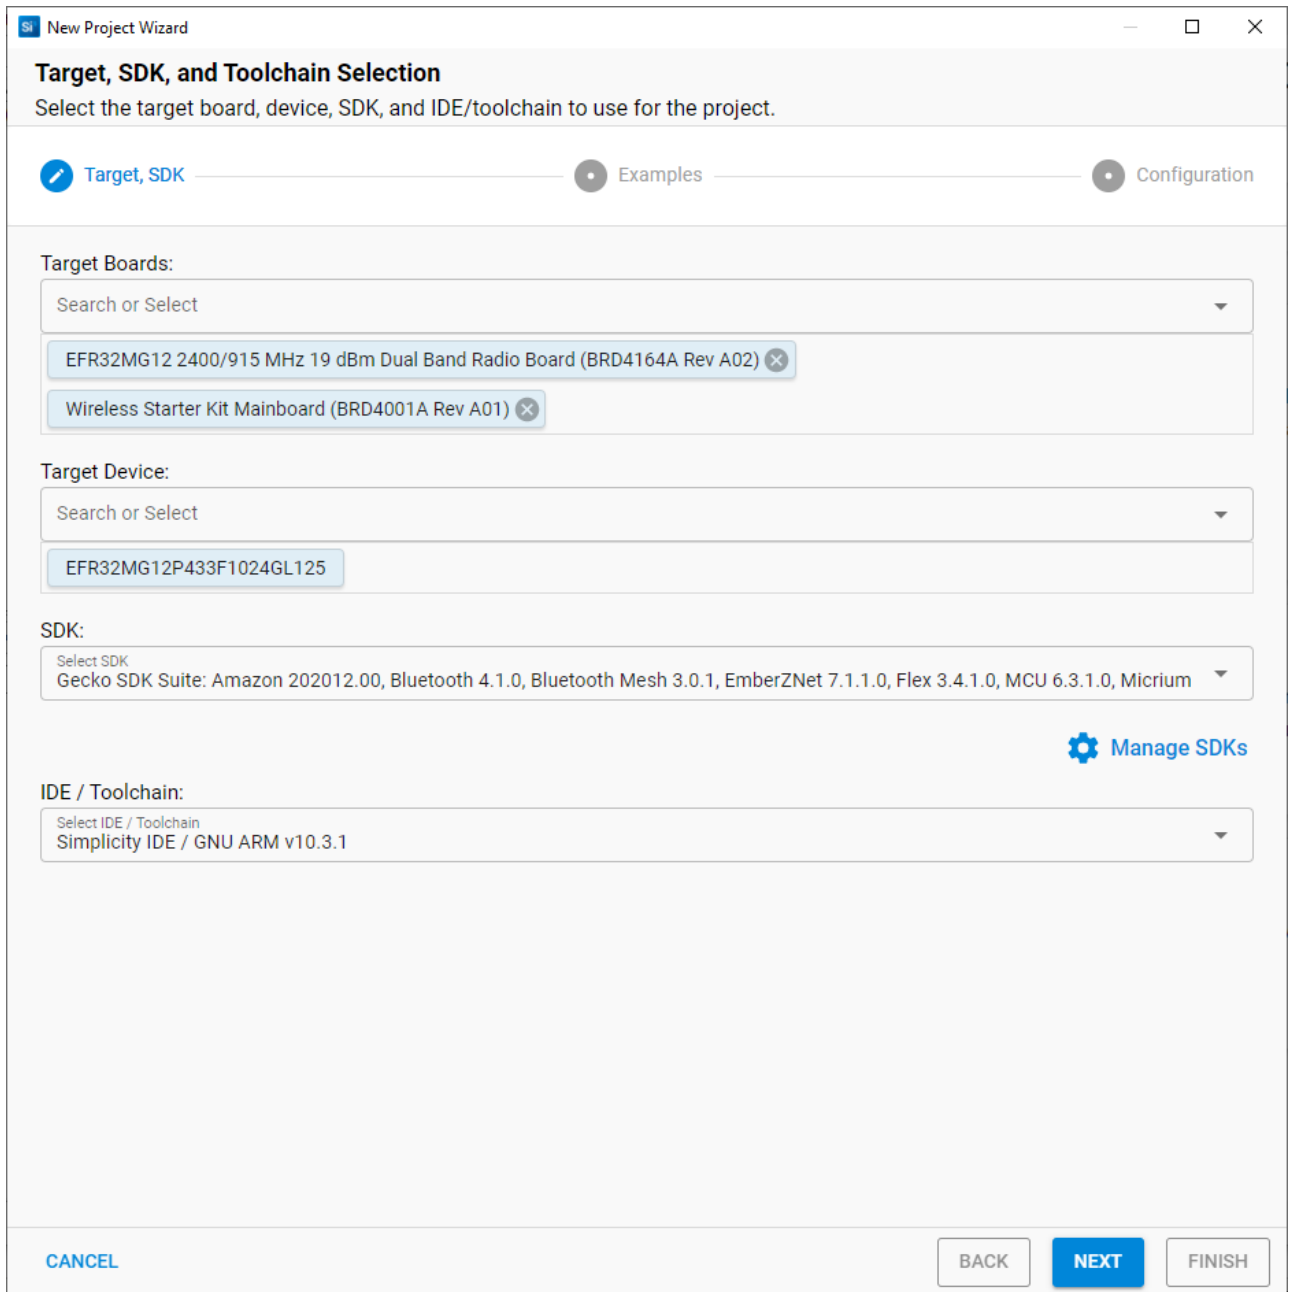 Si New Project Wizard
Target, SDK, and Toolchain Selection
Select the target board, device, SDK, and IDE/toolchain to use for the project.
Target, SDK Examples Configuration
Target Boards:
Search or Select
EFR32MG12 2400/915 MHz 19 dBm Dual Band Radio Board (BRD4164A Rev A02)
Wireless Starter Kit Mainboard (BRD4001A Rev A01)
Target Device:
Search or Select
EFR32MG12P433F1024GL125
SDK:
Select SDK
Gecko SDK Suite: Amazon 202012.00, Bluetooth 4.1.0, Bluetooth Mesh 3.0.1, EmberZNet 7.1.1.0, Flex 3.4.1.0, MCU 6.3.1.0, Micrium
Manage SDKs
IDE / Toolchain:
Select IDE / Toolchain
Simplicity IDE / GNU ARM v10.3.1
CANCEL BACK NEXT FINISH